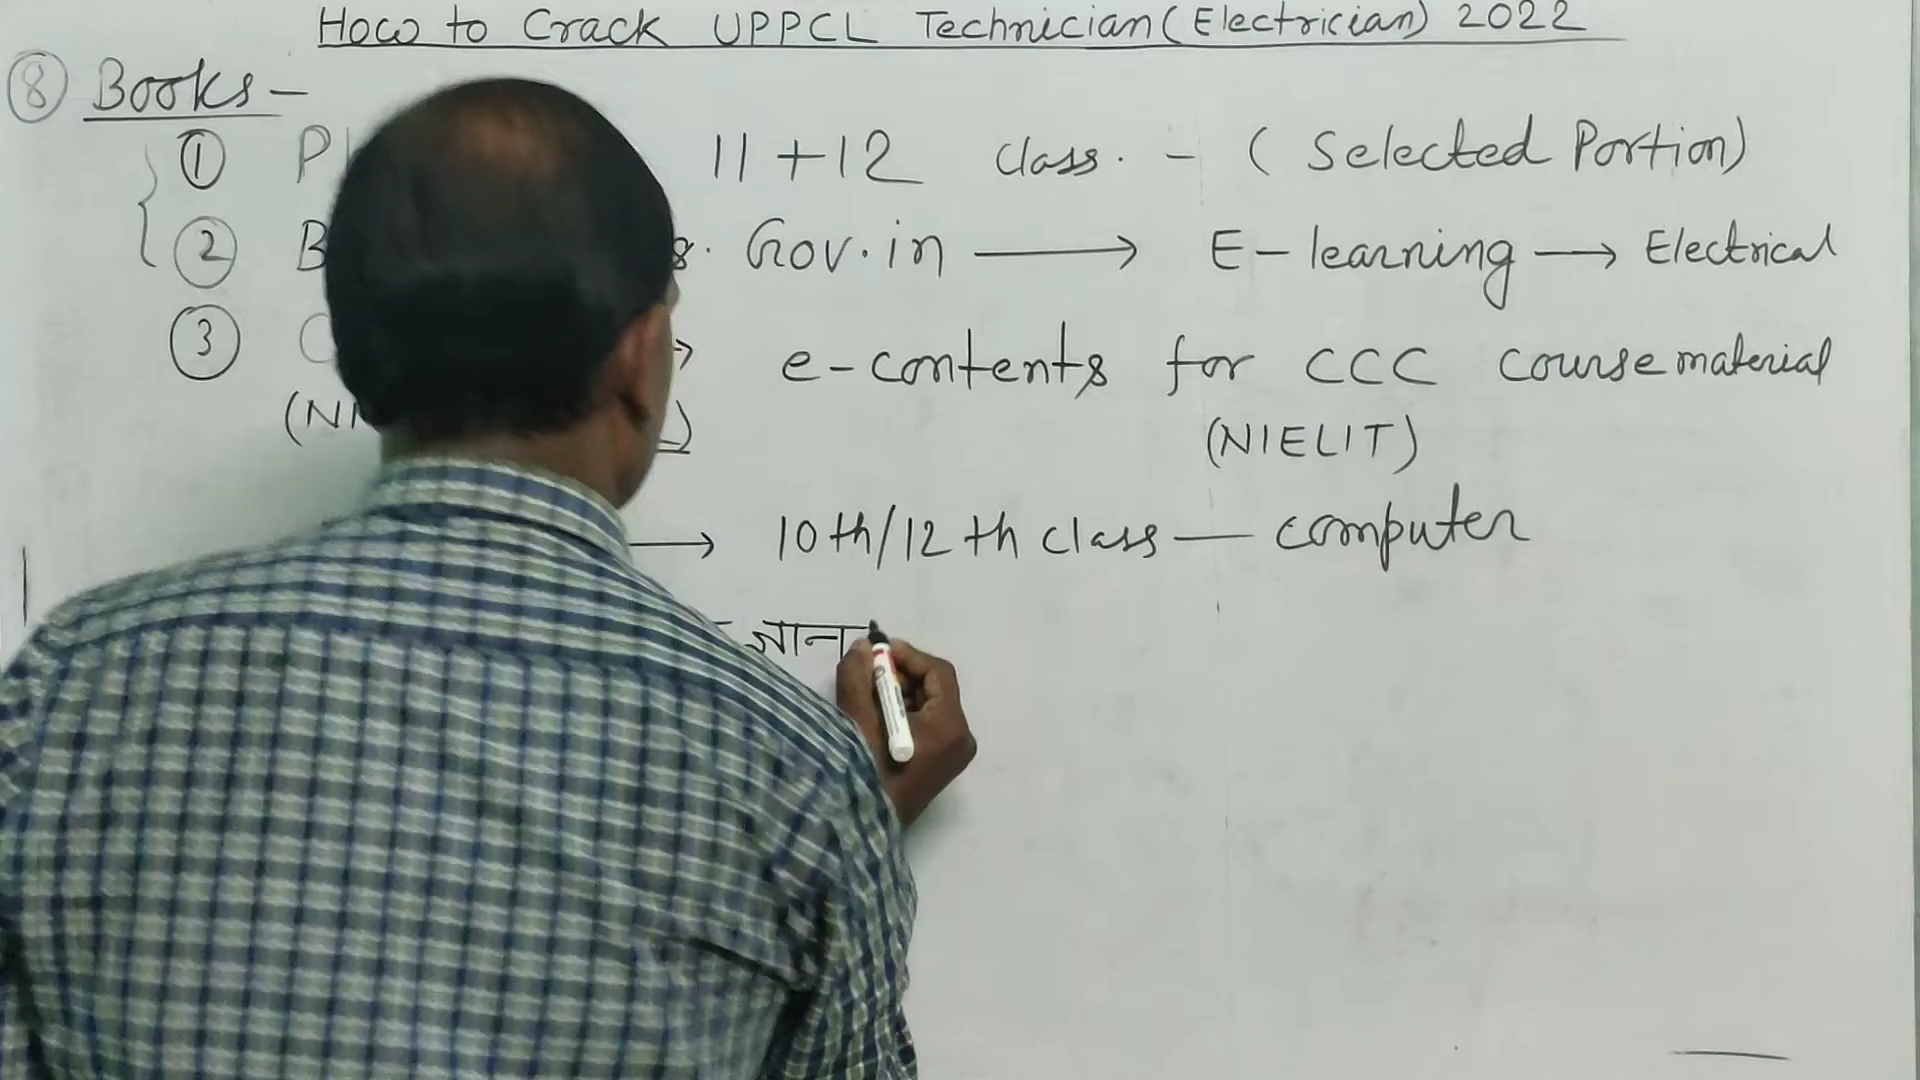 How to Crack UPPCL Technician (Electrician) 2022
⑧ Books -
① 11 + 12 class. - (Selected Portion)
② Gov.in → E-learning → Electrical
③ → e-contents for CCC course material
(NIELIT)
→ 10th/12th class — computer